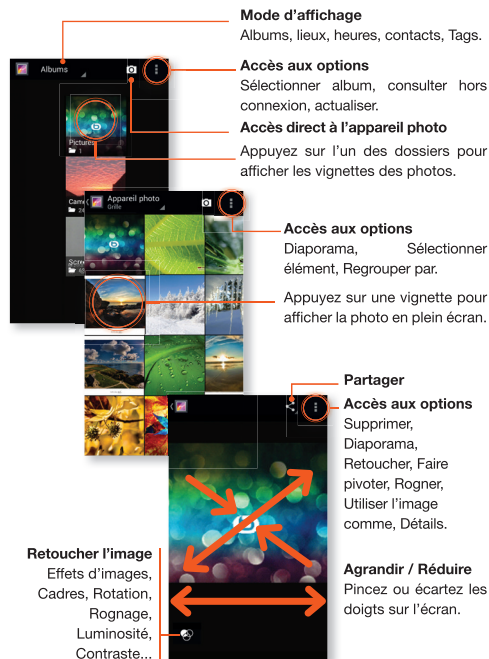 Mode d’affichage
Albums, lieux, heures, contacts, Tags.
Albums
Accès aux options
Sélectionner album, consulter hors
connexion, actualiser.
Accès direct à l’appareil photo
Appuyez sur l’un des dossiers pour
afficher les vignettes des photos.
Pictures
1
Appareil photo
Grille
Accès aux options
Diaporama, Sélectionner
élément, Regrouper par.
Appuyez sur une vignette pour
afficher la photo en plein écran.
Partager
Accès aux options
Supprimer,
Diaporama,
Retoucher, Faire
pivoter, Rogner,
Utiliser l’image
comme, Détails.
Retoucher l’image
Effets d’images,
Cadres, Rotation,
Rognage,
Luminosité,
Contraste...
Agrandir / Réduire
Pincez ou écartez les
doigts sur l’écran.